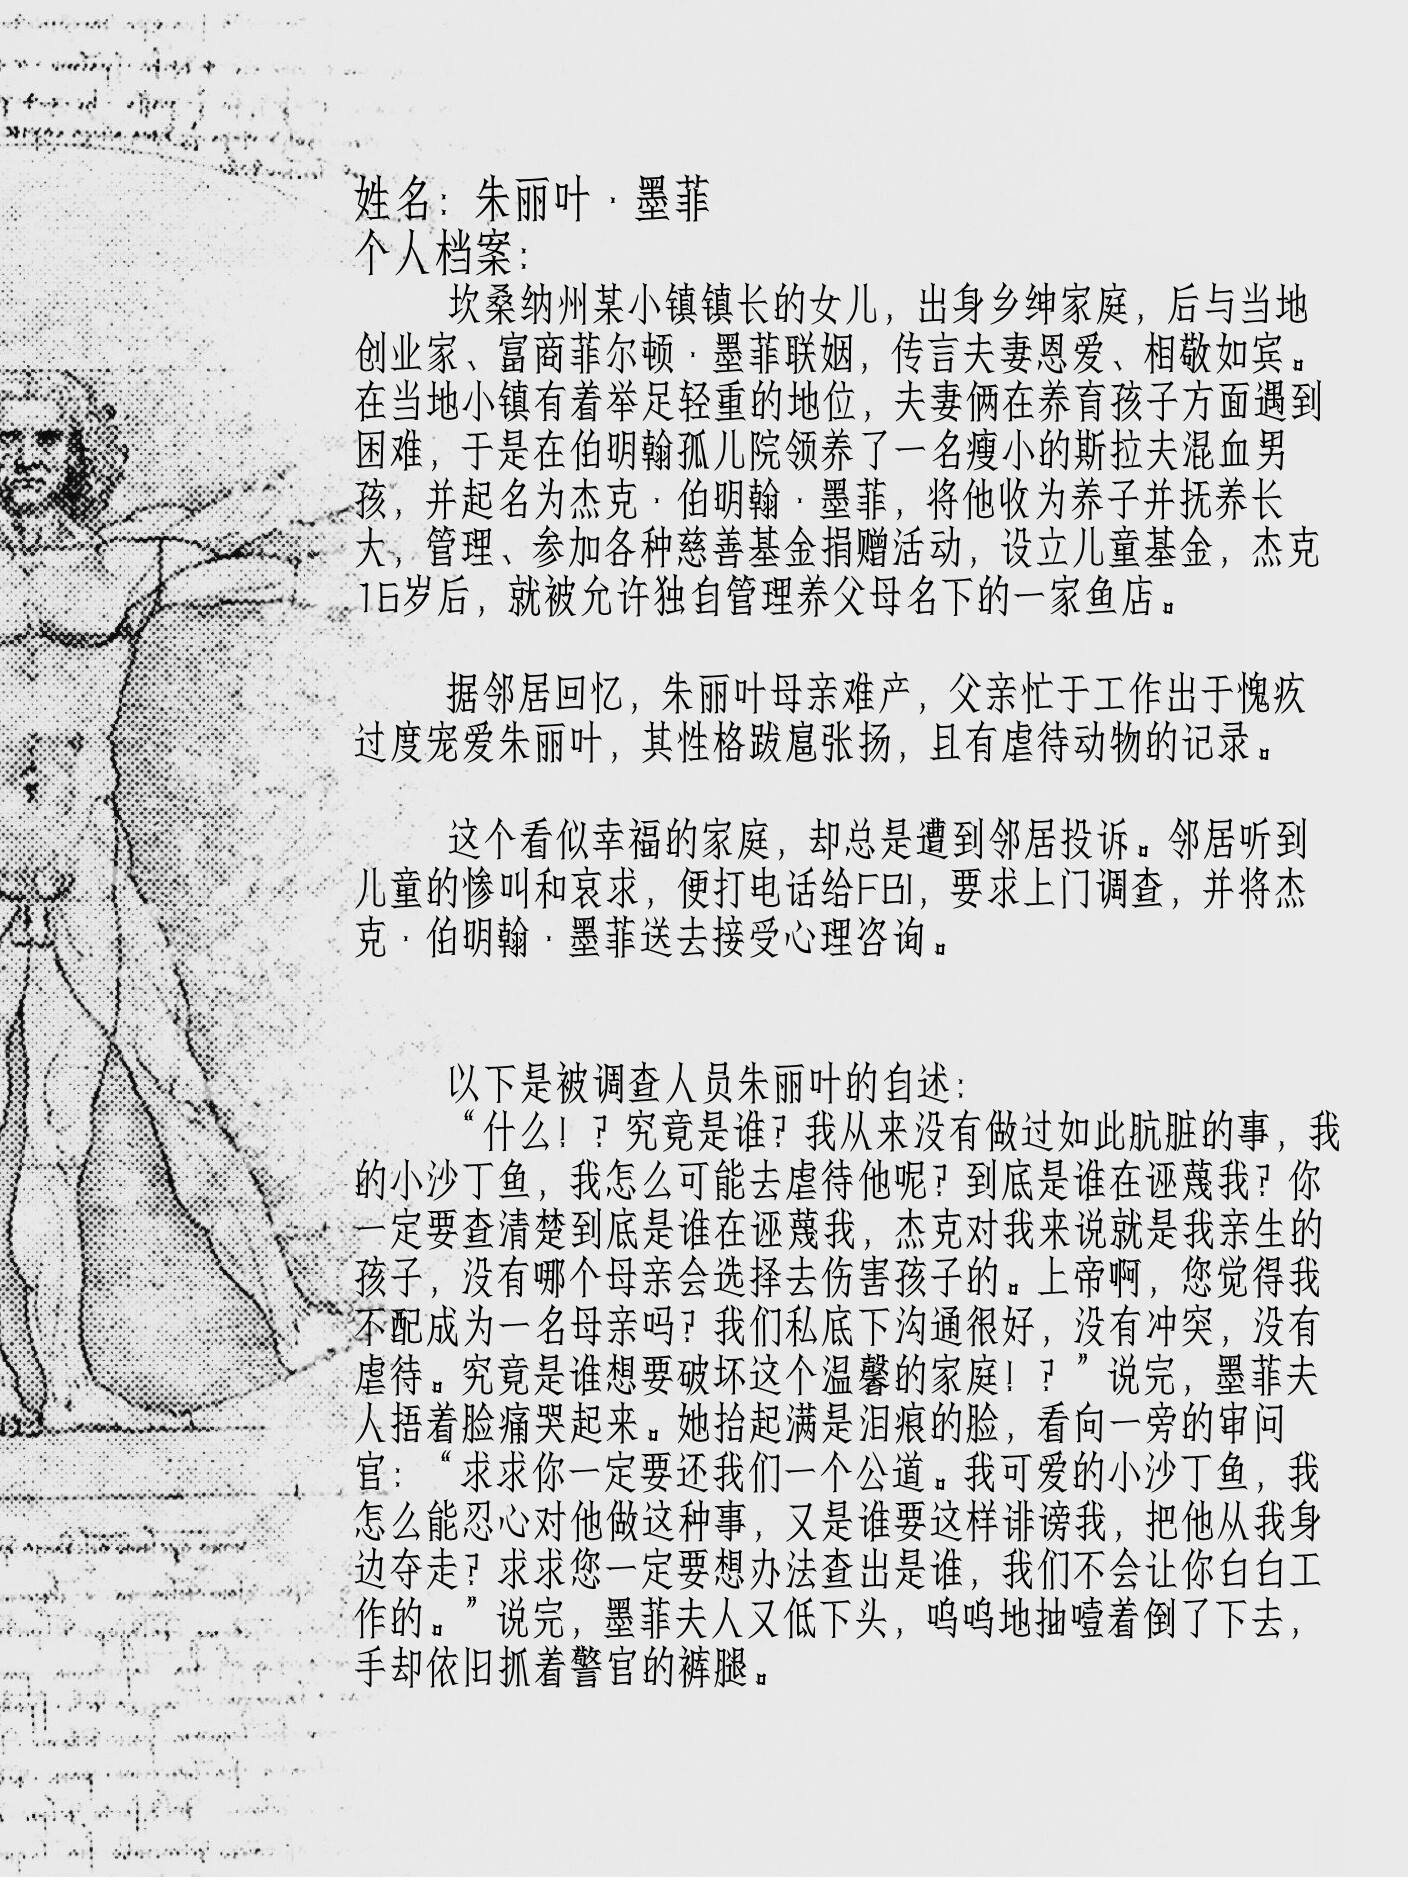 姓名：朱丽叶·墨菲
个人档案：
坎桑纳州某小镇镇长的女儿，出身乡绅家庭，后与当地
创业家、富商菲尔顿·墨菲联姻，传言夫妻恩爱、相敬如宾。
在当地小镇有着举足轻重的地位，夫妻俩在养育孩子方面遇到
困难，于是在伯明翰孤儿院领养了一名瘦小的斯拉夫混血男
孩，并起名为杰克·伯明翰·墨菲，将他收为养子并抚养长
大，管理、参加各种慈善基金捐赠活动，设立儿童基金，杰克
16岁后，就被允许独自管理养父母名下的一家鱼店。
据邻居回忆，朱丽叶母亲难产，父亲忙于工作出于愧疚
过度宠爱朱丽叶，其性格跋扈张扬，且有虐待动物的记录。
这个看似幸福的家庭，却总是遭到邻居投诉。邻居听到
儿童的惨叫和哀求，便打电话给FBI，要求上门调查，并将杰
克·伯明翰·墨菲送去接受心理咨询。
以下是被调查人员朱丽叶的自述：
“什么！？究竟是谁？我从来没有做过如此肮脏的事，我
的小沙丁鱼，我怎么可能去虐待他呢？到底是谁在诬蔑我？你
一定要查清楚到底是谁在诬蔑我，杰克对我来说就是我亲生的
孩子，没有哪个母亲会选择去伤害孩子的。上帝啊，您觉得我
不配成为一名母亲吗？我们私底下沟通很好，没有冲突，没有
虐待。究竟是谁想要破坏这个温馨的家庭！？”说完，墨菲夫
人捂着脸痛哭起来。她抬起满是泪痕的脸，看向一旁的审问
官：“求求你一定要还我们一个公道。我可爱的小沙丁鱼，我
怎么能忍心对他做这种事，又是谁要这样诽谤我，把他从我身
边夺走？求求您一定要想办法查出是谁，我们不会让你白白工
作的。”说完，墨菲夫人又低下头，呜呜地抽噎着倒了下去，
手却依旧抓着警官的裤腿。